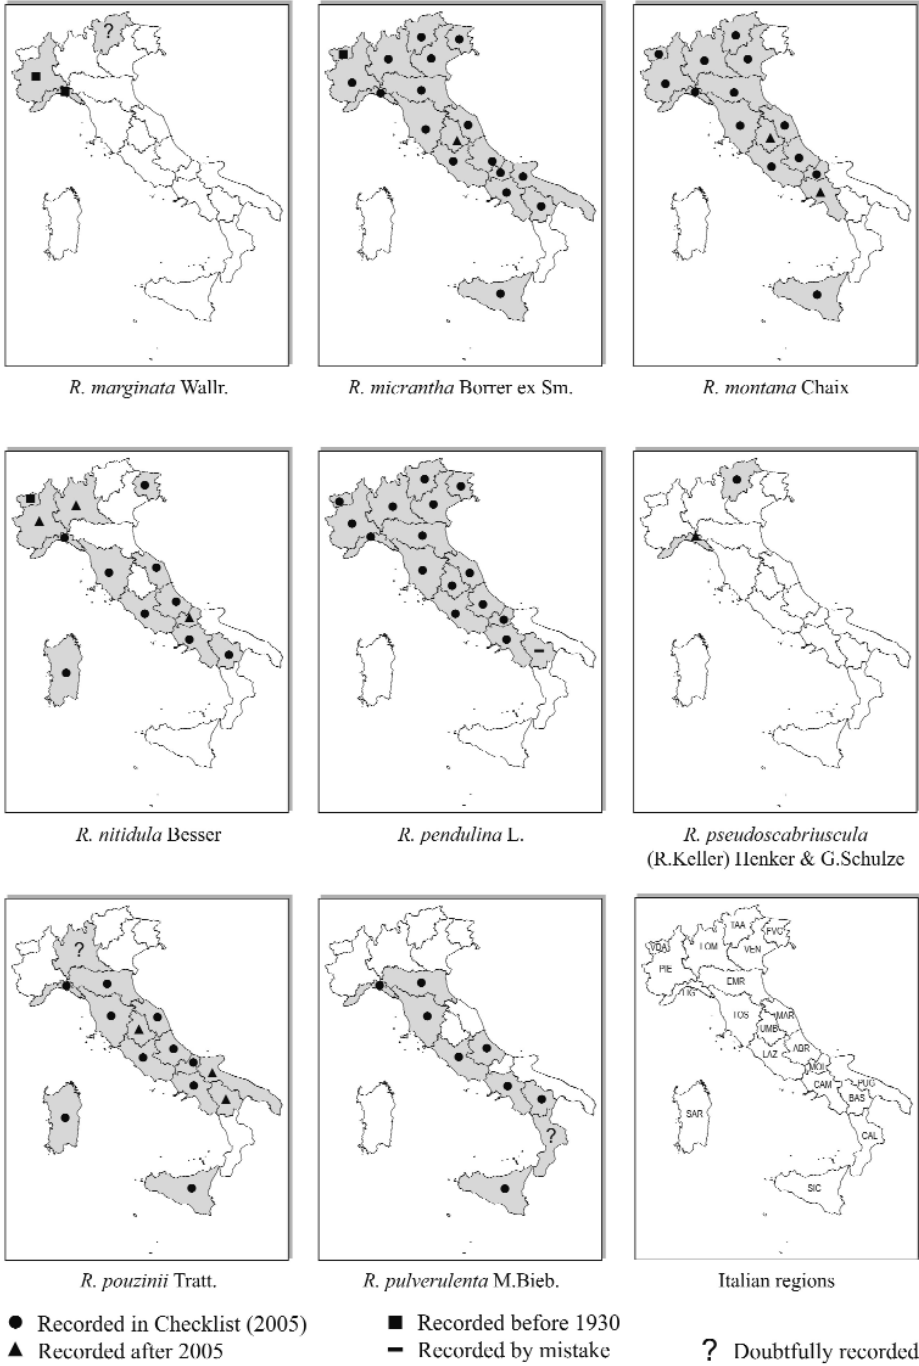 ?
R. marginata Wallr.
R. micrantha Borrer ex Sm.
R. montana Chaix
R. nitidula Besser
R. pendulina L.
R. pseudoscabriuscula
(R.Keller) Henker & G.Schulze
?
?
VDA
PIE
LOM
TAA
FVG
VEN
LIG
EMR
TOS
MAR
UMB
LAZ
ABR
MOL
CAM
PUG
BAS
SAR
CAL
SIC
R. pouzinii Tratt.
R. pulverulenta M.Bieb.
Italian regions
Recorded in Checklist (2005)
Recorded before 1930
Recorded after 2005
Recorded by mistake
? Doubtfully recorded